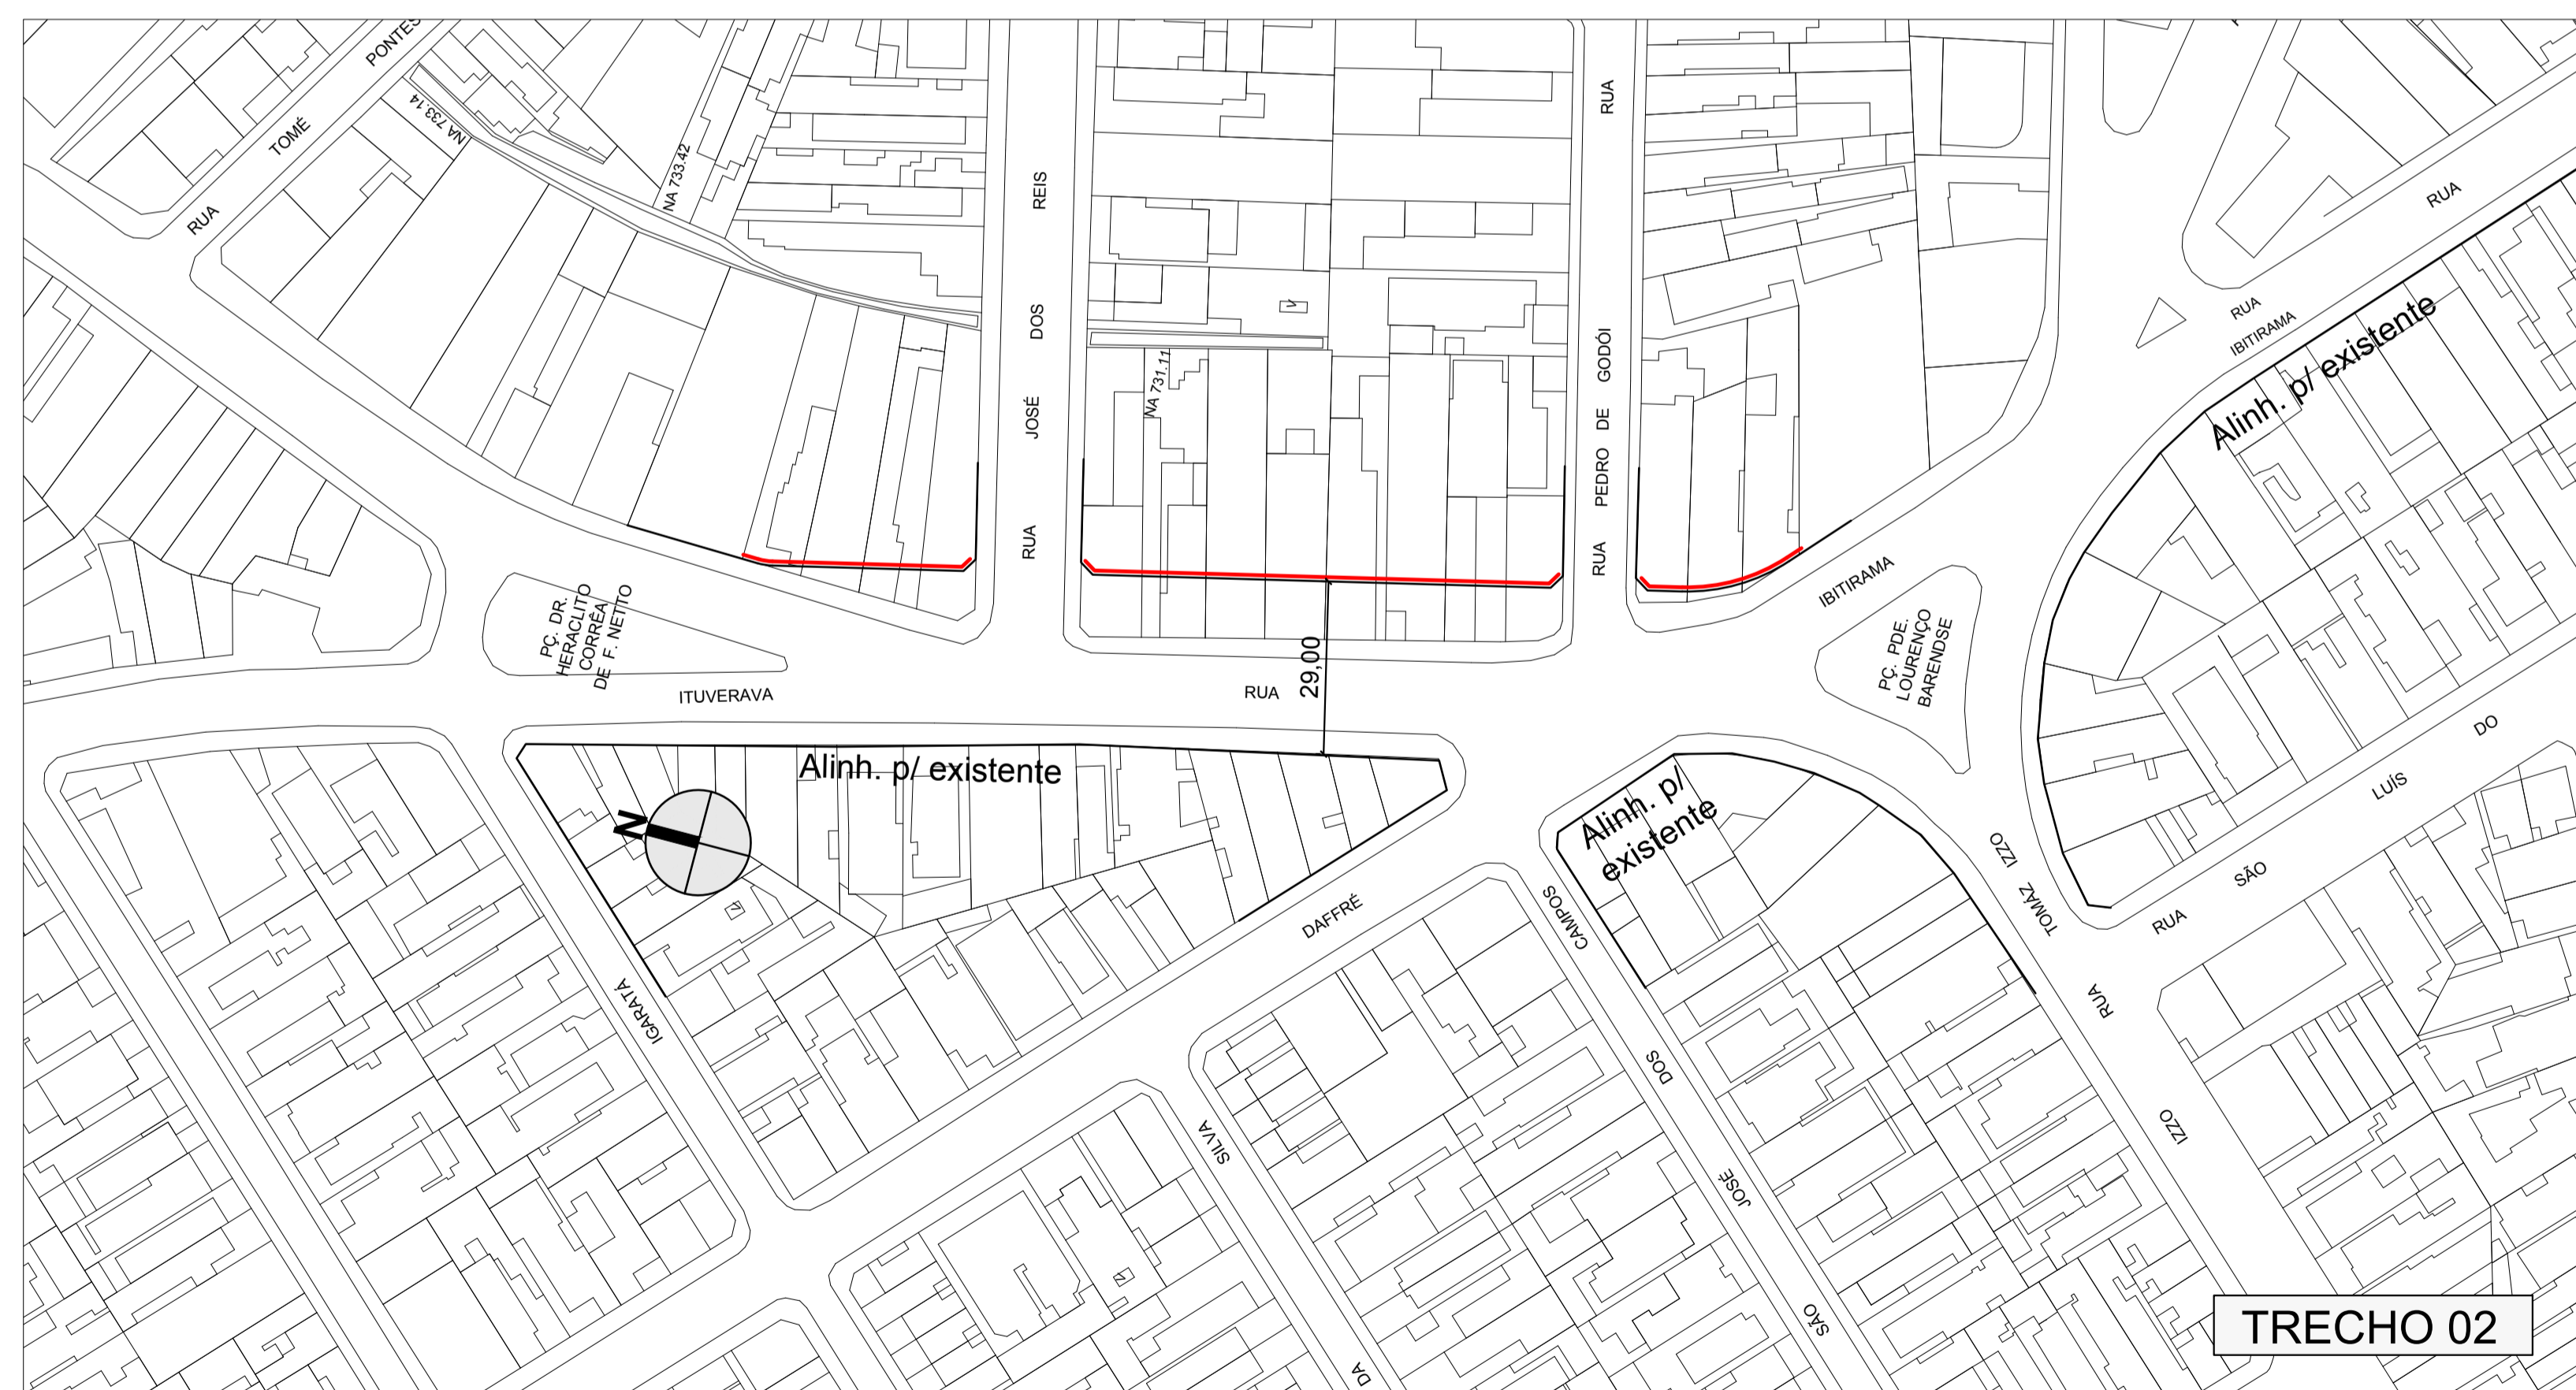 PONTES
TOMÉ
RUA
NA 733.14
NA 733.42
REIS
DOS
JOSÉ
RUA
NA 731.11
RUA
GODÓI
DE
PEDRO
RUA
RUA
RUA
IBITIRAMA
Alinh. p/ existente
IBITIRAMA
PÇ. DR.
HERACLITO
CORRÊA
DE F. NETTO
PÇ. PDE.
LOURENÇO
BARENDSE
ITUVERAVA
RUA
29,00
Alinh. p/ existente
N
Alinh. p/
existente
DO
LUÍS
SÃO
RUA
IZZO
TOMAZ
RUA
IZZO
DAFFRÉ
CAMPOS
DOS
JOSÉ
SÃO
IGARATÁ
SILVA
DA
TRECHO 02